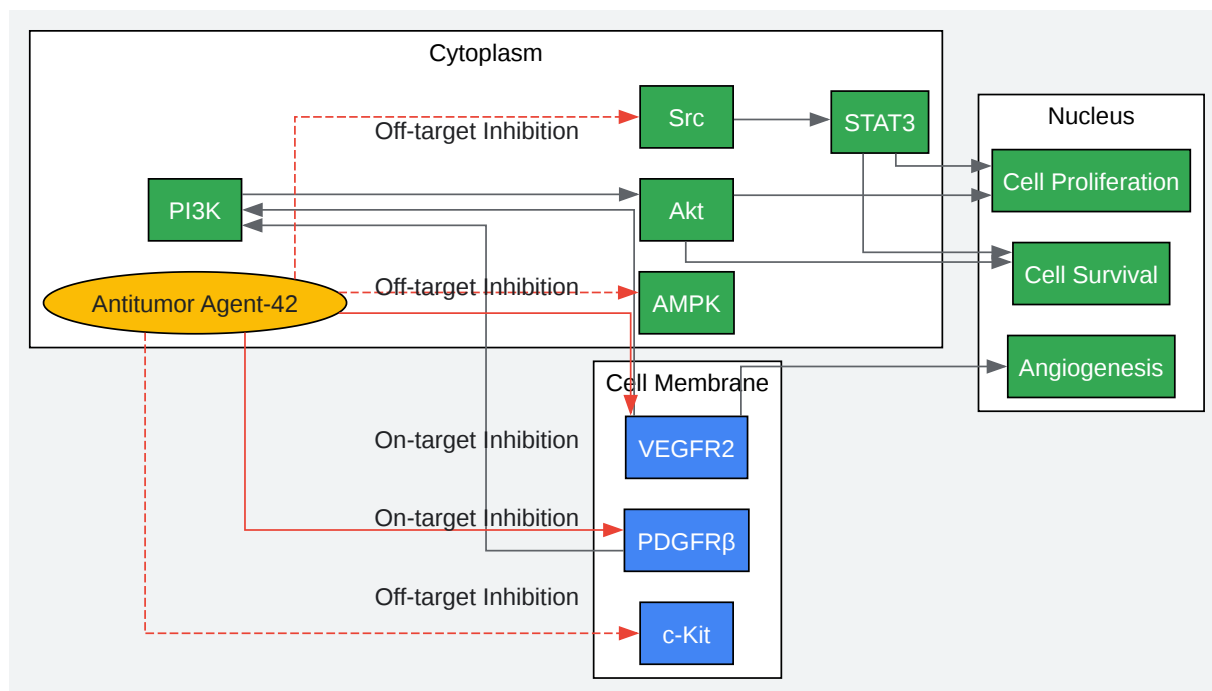 Cytoplasm
Nucleus
Src
STAT3
Off-target Inhibition
Cell Proliferation
PI3K
Akt
Cell Survival
Off-target Inhibition
Antitumor Agent-42
AMPK
Angiogenesis
Cell Membrane
On-target Inhibition
VEGFR2
On-target Inhibition
PDGFRβ
Off-target Inhibition
c-Kit